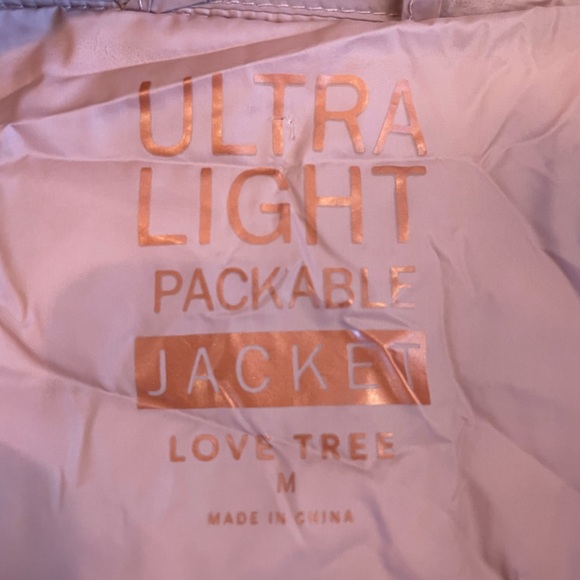 ULTRA
LIGHT
PACKABLE
JACKET
LOVE TREE
M
MADE IN CHINA